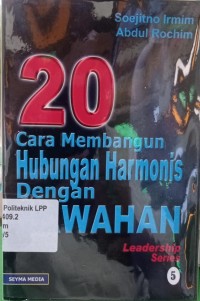 Soejitno Irmim
Abdul Rochim
20
Cara Membangun
Hubungan Harmonis
Dengan
WAHAN
Politeknik LPP
409.2
m
/5
Leadership
Series
5
SEYMA MEDIA